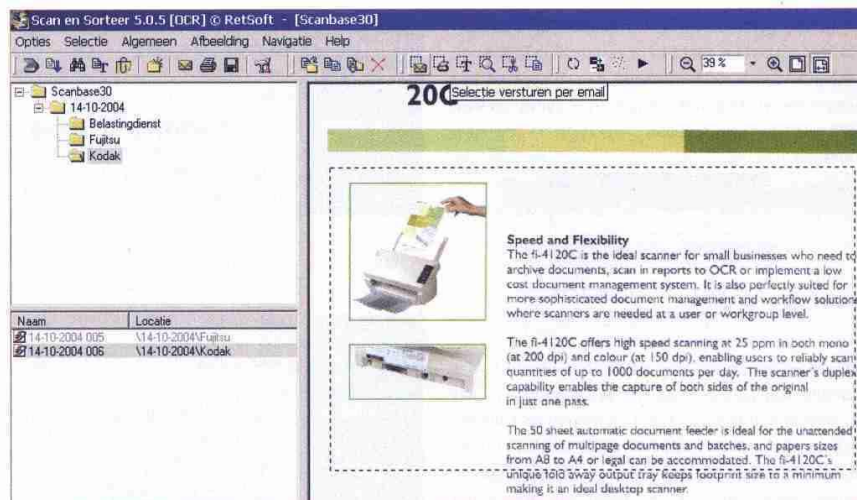 Scan en Sorteer 5.0.5 [OCR] © RetSoft - [Scanbase30]
Opties Selectie Algemeen Afbeelding Navigatie Help
39 %
Scanbase30
14-10-2004
Belastingdienst
Fujitsu
Kodak
Naam Locatie
14-10-2004 005 \14-10-2004\Fujitsu
14-10-2004 006 \14-10-2004\Kodak
20C
Selectie versturen per email
Speed and Flexibility
The fi-4120C is the ideal scanner for small businesses who need to
archive documents, scan in reports to OCR or implement a low
cost document management system. It is also perfectly suited for
more sophisticated document management and workflow solution
where scanners are needed at a user or workgroup level.
The fi-4120C offers high speed scanning at 25 ppm in both mono
(at 200 dpi) and colour (at 150 dpi), enabling users to reliably scan
quantities of up to 1000 documents per day. The scanner's duplex
capability enables the capture of both sides of the original
in just one pass.
The 50 sheet automatic document feeder is ideal for the unattended
scanning of multipage documents and batches, and papers sizes
from A8 to A4 or legal can be accommodated. The fi-4120C's
unique fold away output tray keeps footprint size to a minimum
making it an ideal desktop scanner.